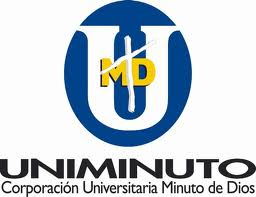 U
MD
UNIMINUTO
Corporación Universitaria Minuto de Dios